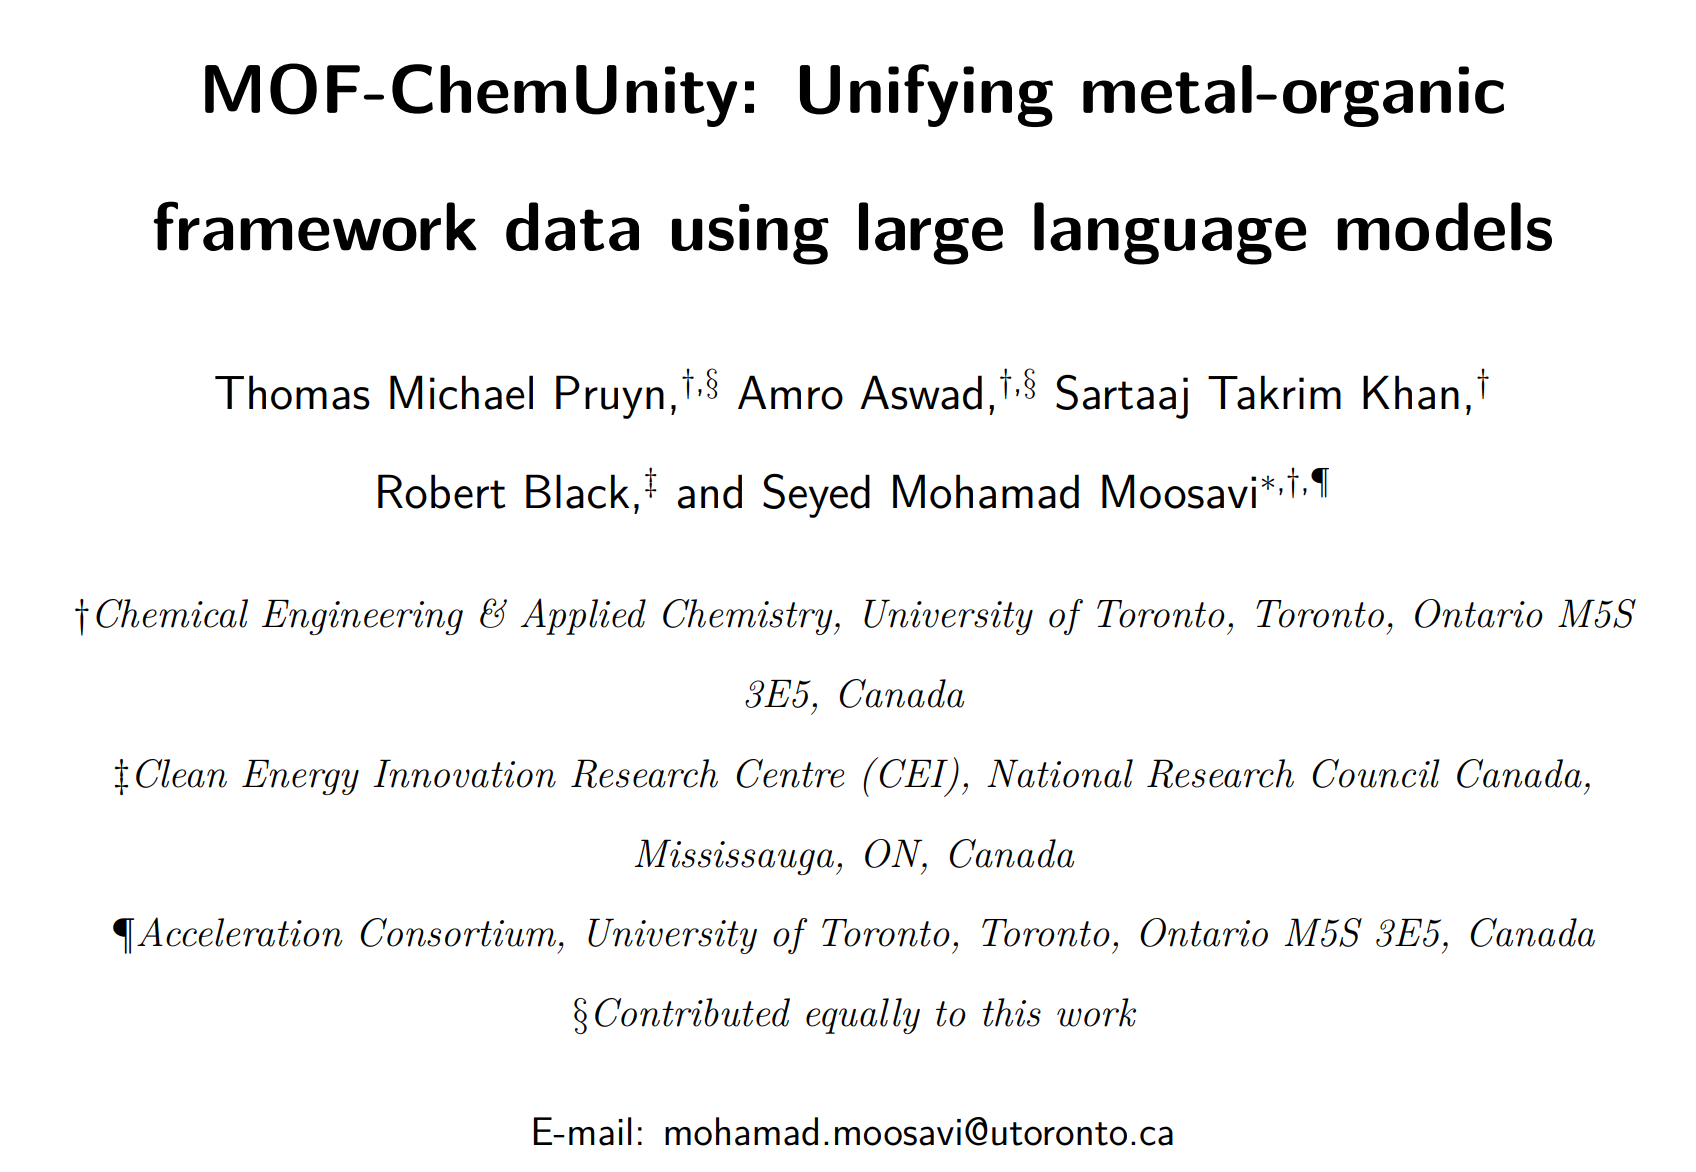 MOF-ChemUnity: Unifying metal-organic
framework data using large language models
Thomas Michael Pruyn,†,§ Amro Aswad,†,§ Sartaaj Takrim Khan,†
Robert Black,‡ and Seyed Mohamad Moosavi*,†,¶
†Chemical Engineering & Applied Chemistry, University of Toronto, Toronto, Ontario M5S
3E5, Canada
‡Clean Energy Innovation Research Centre (CEI), National Research Council Canada,
Mississauga, ON, Canada
¶Acceleration Consortium, University of Toronto, Toronto, Ontario M5S 3E5, Canada
§Contributed equally to this work
E-mail: mohamad.moosavi@utoronto.ca